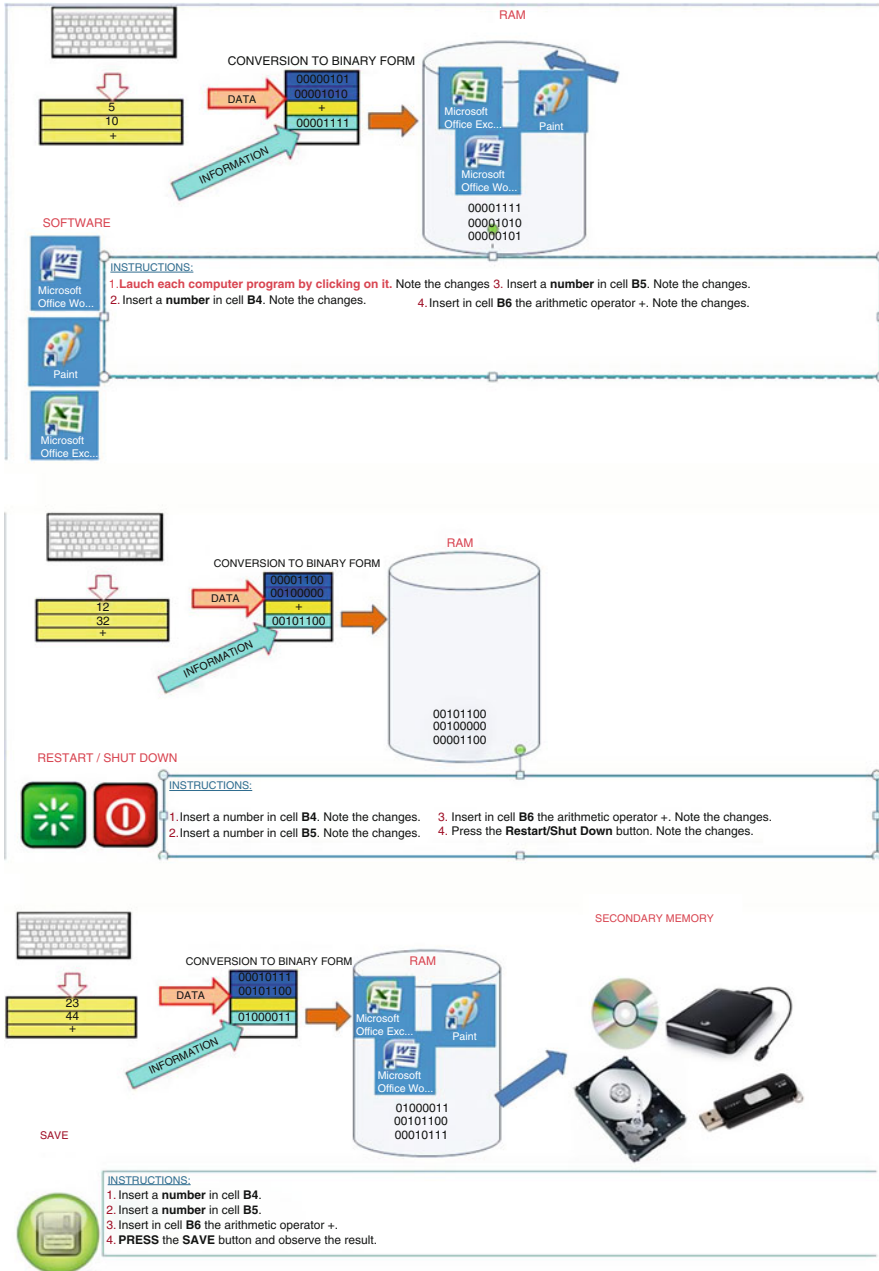 RAM
CONVERSION TO BINARY FORM
00000101
00001010
+
00001111
DATA
INFORMATION
5
10
+
Microsoft
Office Exc...
Paint
Microsoft
Office Wo...
00001111
00001010
00000101
SOFTWARE
Microsoft
Office Wo...
Paint
Microsoft
Office Exc...
INSTRUCTIONS:
1.Lauch each computer program by clicking on it. Note the changes 3. Insert a number in cell B5. Note the changes.
2. Insert a number in cell B4. Note the changes. 4. Insert in cell B6 the arithmetic operator +. Note the changes.
RAM
CONVERSION TO BINARY FORM
00001100
00100000
+
00101100
DATA
INFORMATION
12
32
+
00101100
00100000
00001100
RESTART / SHUT DOWN
INSTRUCTIONS:
1. Insert a number in cell B4. Note the changes. 3. Insert in cell B6 the arithmetic operator +. Note the changes.
2. Insert a number in cell B5. Note the changes. 4. Press the Restart/Shut Down button. Note the changes.
SECONDARY MEMORY
CONVERSION TO BINARY FORM
RAM
00010111
00101100
01000011
DATA
INFORMATION
23
44
+
Microsoft
Office Exc...
Paint
Microsoft
Office Wo...
01000011
00101100
00010111
SAVE
INSTRUCTIONS:
1. Insert a number in cell B4.
2. Insert a number in cell B5.
3. Insert in cell B6 the arithmetic operator +.
4. PRESS the SAVE button and observe the result.